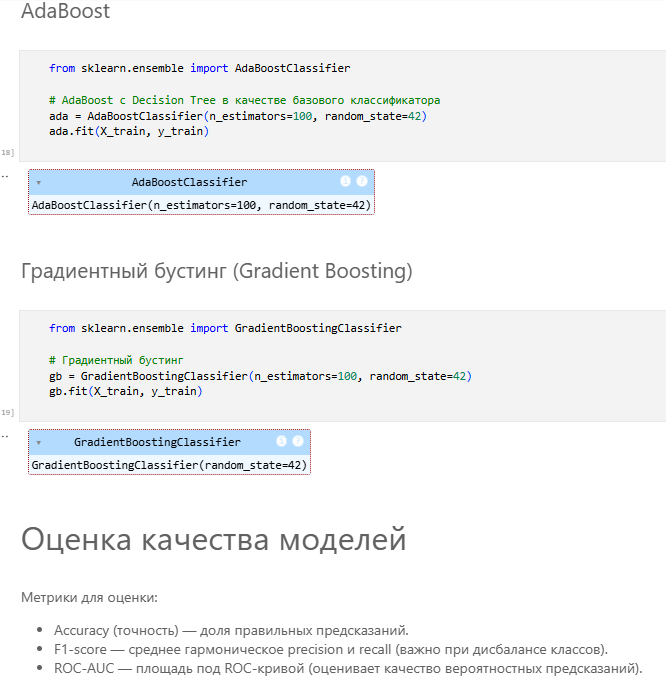 AdaBoost
from sklearn.ensemble import AdaBoostClassifier
# AdaBoost с Decision Tree в качестве базового классификатора
ada = AdaBoostClassifier(n_estimators=100, random_state=42)
ada.fit(X_train, y_train)
18]
..
AdaBoostClassifier
i ?
AdaBoostClassifier(n_estimators=100, random_state=42)
Градиентный бустинг (Gradient Boosting)
from sklearn.ensemble import GradientBoostingClassifier
# Градиентный бустинг
gb = GradientBoostingClassifier(n_estimators=100, random_state=42)
gb.fit(X_train, y_train)
19]
..
GradientBoostingClassifier
i ?
GradientBoostingClassifier(random_state=42)
Оценка качества моделей
Метрики для оценки:
• Accuracy (точность) — доля правильных предсказаний.
• F1-score — среднее гармоническое precision и recall (важно при дисбалансе классов).
• ROC-AUC — площадь под ROC-кривой (оценивает качество вероятностных предсказаний).